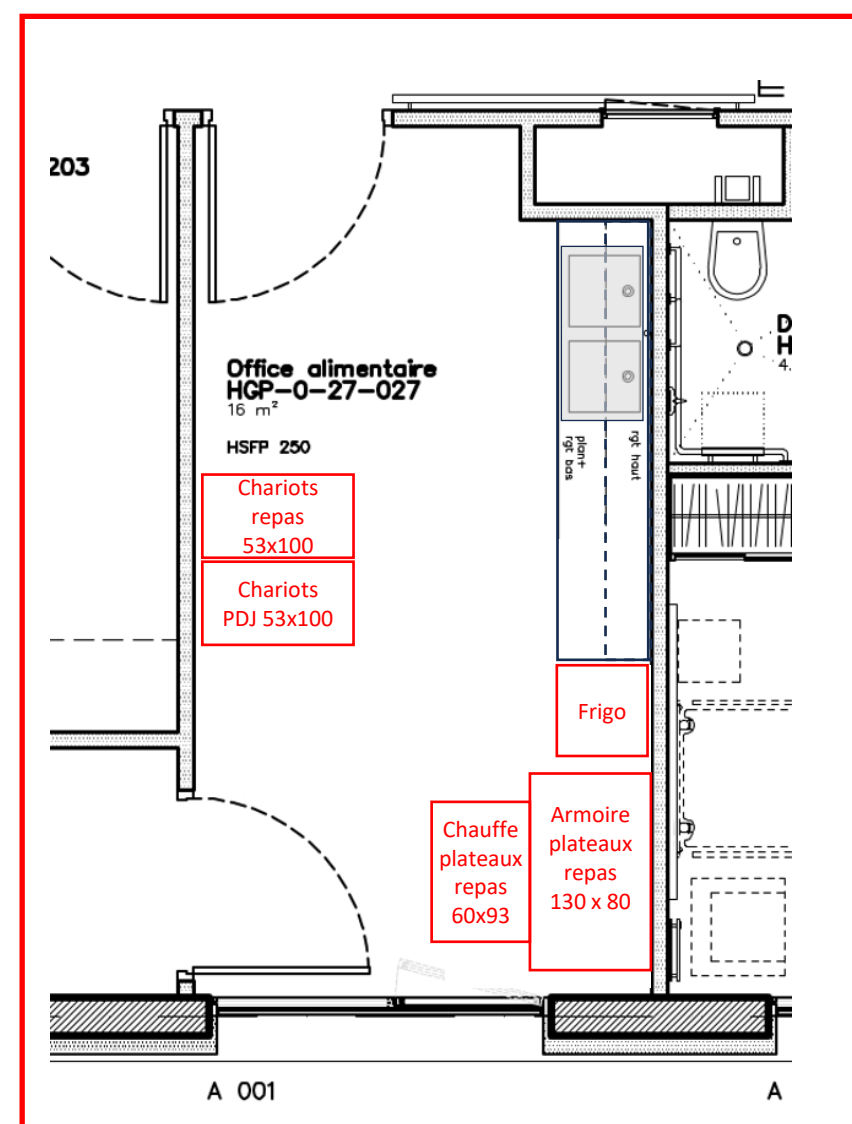 203
Office alimentaire
HGP-0-27-027
16 m²
HSFP 250
plan+
rgt bas
rgt haut
D
H
4.
Chariots
repas
53x100
Chariots
PDJ 53x100
Frigo
Chauffe
plateaux
repas
60x93
Armoire
plateaux
repas
130 x 80
A 001
A